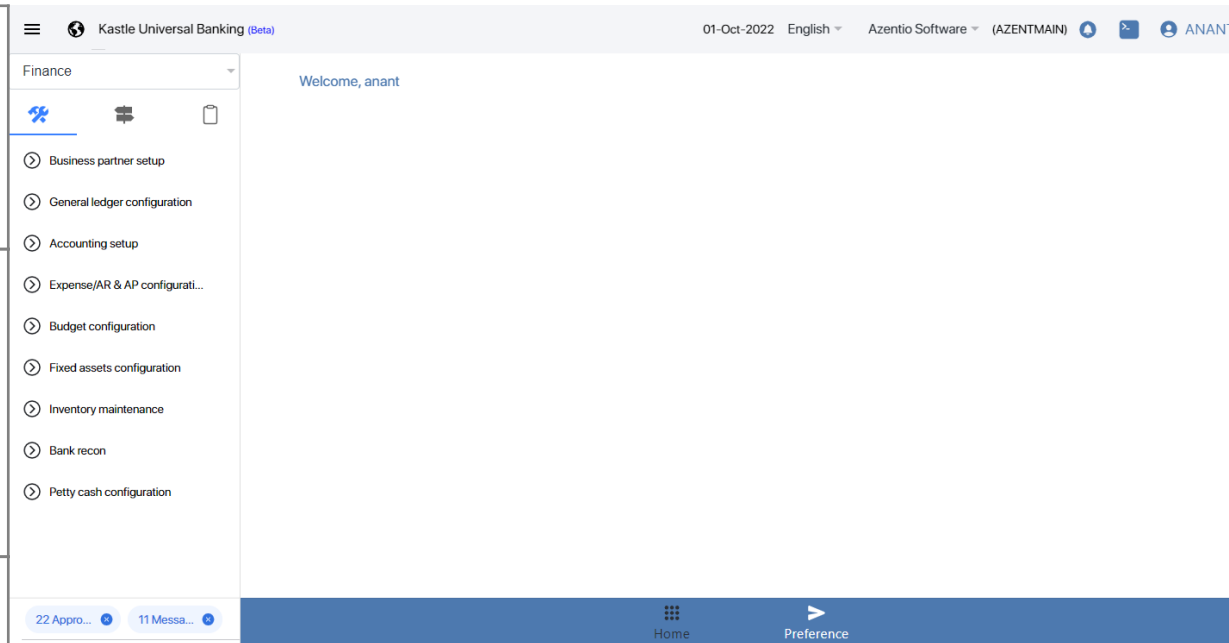 Kastle Universal Banking (Beta)
01-Oct-2022 English Azentio Software (AZENTMAIN) ANANT
Finance
Welcome, anant
Business partner setup
General ledger configuration
Accounting setup
Expense/AR & AP configurati...
Budget configuration
Fixed assets configuration
Inventory maintenance
Bank recon
Petty cash configuration
22 Appro... 11 Messa...
Home Preference